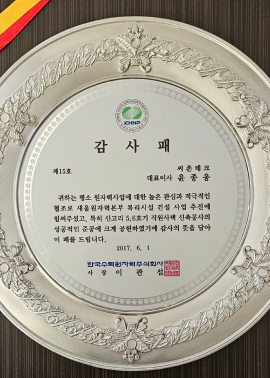 KHNP
감 사 패
제15호
씨폰테크
대표이사 윤종웅
귀하는 평소 원자력사업에 대한 높은 관심과 적극적인
협조로 새울원자력본부 복지시설 건설 사업 추진에
힘써주셨고, 특히 신고리 5,6호기 직원사택 신축공사의
성공적인 준공에 크게 공헌하였기에 감사의 뜻을 담아
이 패를 드립니다.
2017. 6. 1
한국수력원자력주식회사
사 장 이 관 섭